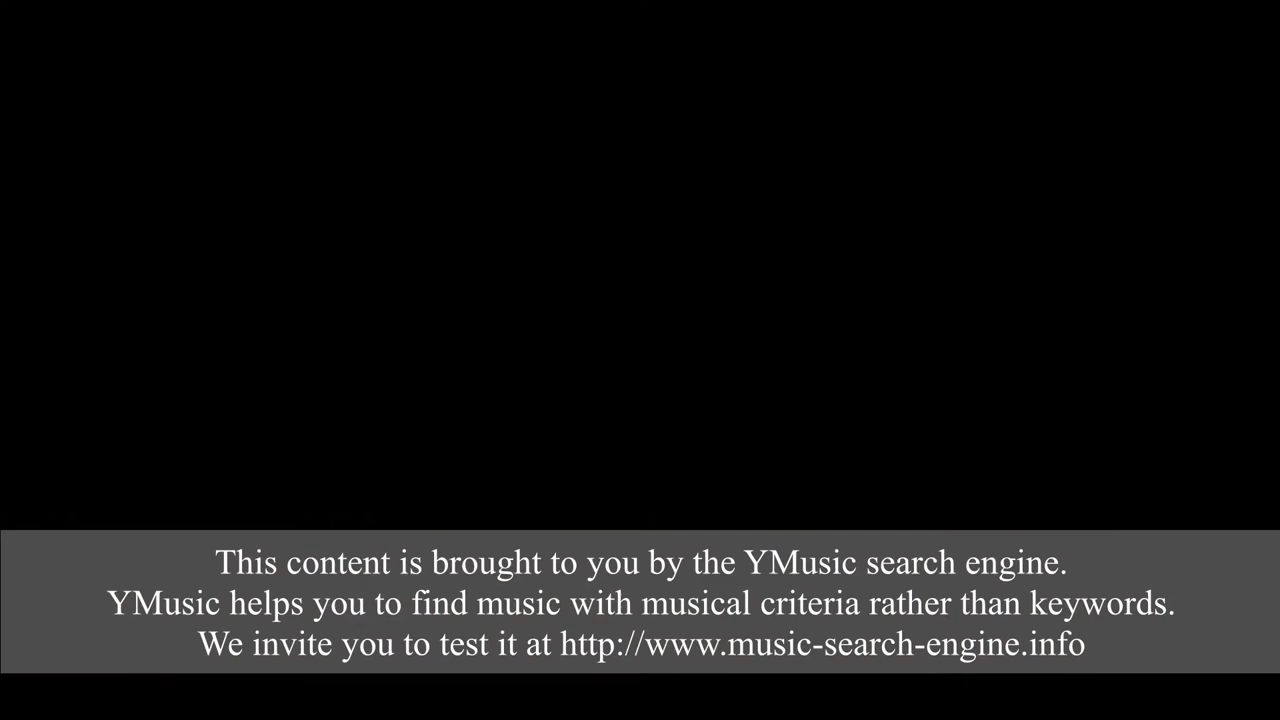 This content is brought to you by the YMusic search engine.
YMusic helps you to find music with musical criteria rather than keywords.
We invite you to test it at http://www.music-search-engine.info